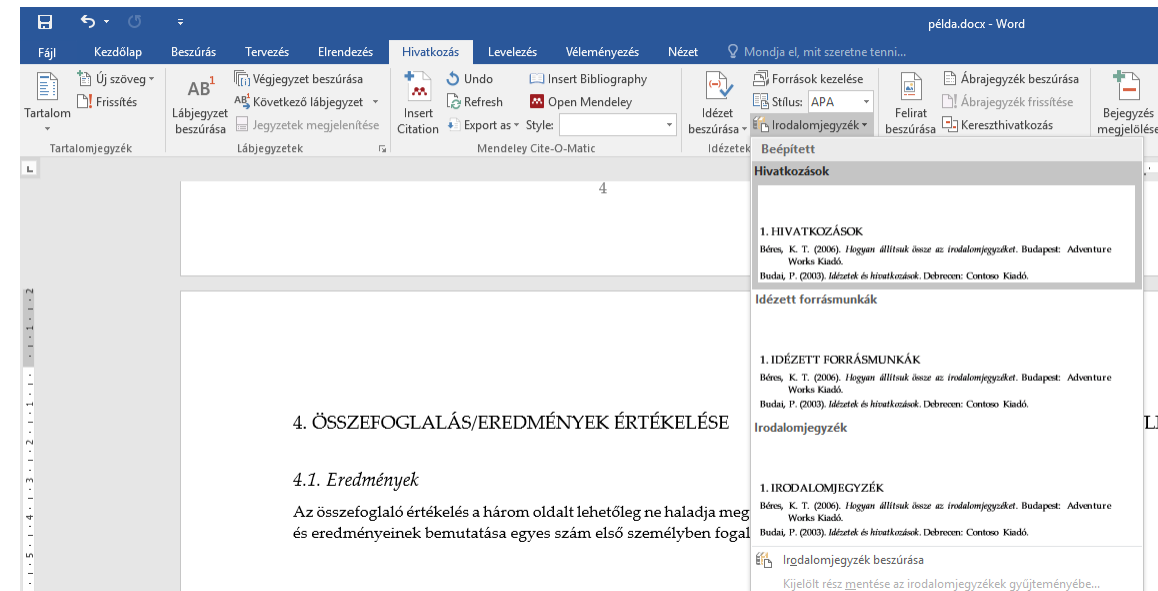 példa.docx - Word
Fájl Kezdőlap Beszúrás Tervezés Elrendezés Hivatkozás Levelezés Véleményezés Nézet Mondja el, mit szeretne tenni...
Tartalom
Új szöveg
Frissítés
Tartalomjegyzék
AB1
Lábjegyzet beszúrása
Végjegyzet beszúrása
Következő lábjegyzet
Jegyzetek megjelenítése
Lábjegyzetek
Insert Citation
Undo
Refresh
Export as
Insert Bibliography
Open Mendeley
Style:
Mendeley Cite-O-Matic
Idézet beszúrása
Források kezelése
Stílus: APA
Irodalomjegyzék
Idézetek
Felirat beszúrása
Ábrajegyzék beszúrása
Ábrajegyzék frissítése
Kereszthivatkozás
Bejegyzés
megjelölése
Beépített
Hivatkozások
1. HIVATKOZÁSOK
Béres, K. T. (2006). Hogyan állítsuk össze az irodalomjegyzéket. Budapest: Adventure
Works Kiadó.
Budai, P. (2003). Idézetek és hivatkozások. Debrecen: Contoso Kiadó.
Idézett forrásmunkák
1. IDÉZETT FORRÁSMUNKÁK
Béres, K. T. (2006). Hogyan állítsuk össze az irodalomjegyzéket. Budapest: Adventure
Works Kiadó.
Budai, P. (2003). Idézetek és hivatkozások. Debrecen: Contoso Kiadó.
Irodalomjegyzék
1. IRODALOMJEGYZÉK
Béres, K. T. (2006). Hogyan állítsuk össze az irodalomjegyzéket. Budapest: Adventure
Works Kiadó.
Budai, P. (2003). Idézetek és hivatkozások. Debrecen: Contoso Kiadó.
Irodalomjegyzék beszúrása
Kijelölt rész mentése az irodalomjegyzékek gyűjteményébe...
4
4. ÖSSZEFOGLALÁS/EREDMÉNYEK ÉRTÉKELÉSE
4.1. Eredmények
Az összefoglaló értékelés a három oldalt lehetőleg ne haladja meg
és eredményeinek bemutatása egyes szám első személyben fogal